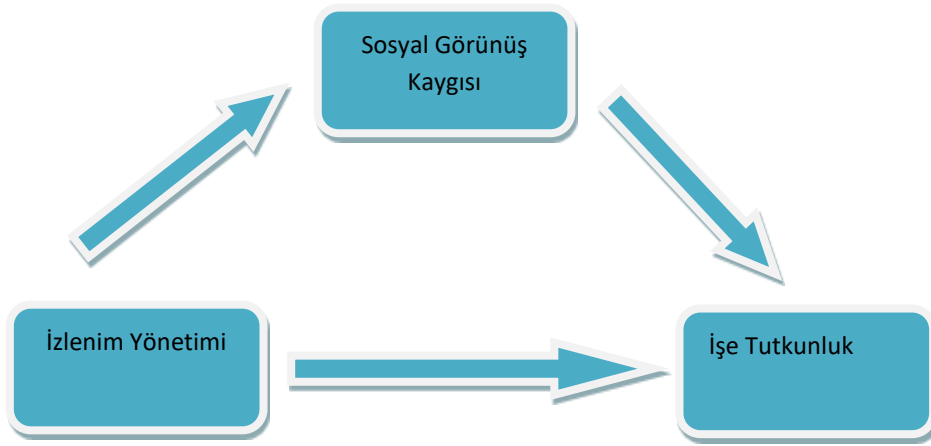 Sosyal Görünüş
Kaygısı
İzlenim Yönetimi
İşe Tutkunluk